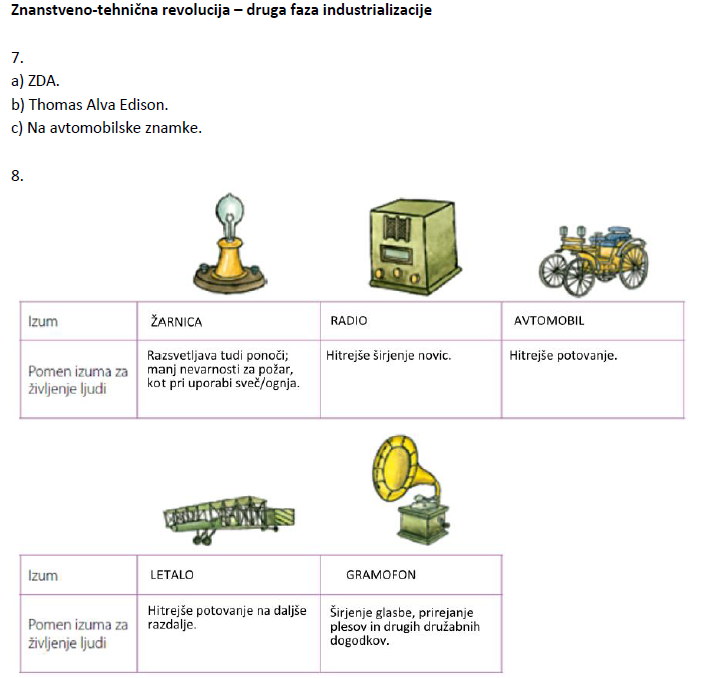 Znanstveno-tehnična revolucija – druga faza industrializacije
7.
a) ZDA.
b) Thomas Alva Edison.
c) Na avtomobilske znamke.
8.
Izum
ŽARNICA
RADIO
AVTOMOBIL
Pomen izuma za
življenje ljudi
Razsvetljava tudi ponoči;
manj nevarnosti za požar,
kot pri uporabi sveč/ognja.
Hitrejše širjenje novic.
Hitrejše potovanje.
Izum
LETALO
GRAMOFON
Pomen izuma za
življenje ljudi
Hitrejše potovanje na daljše
razdalje.
Širjenje glasbe, prirejanje
plesov in drugih družabnih
dogodkov.